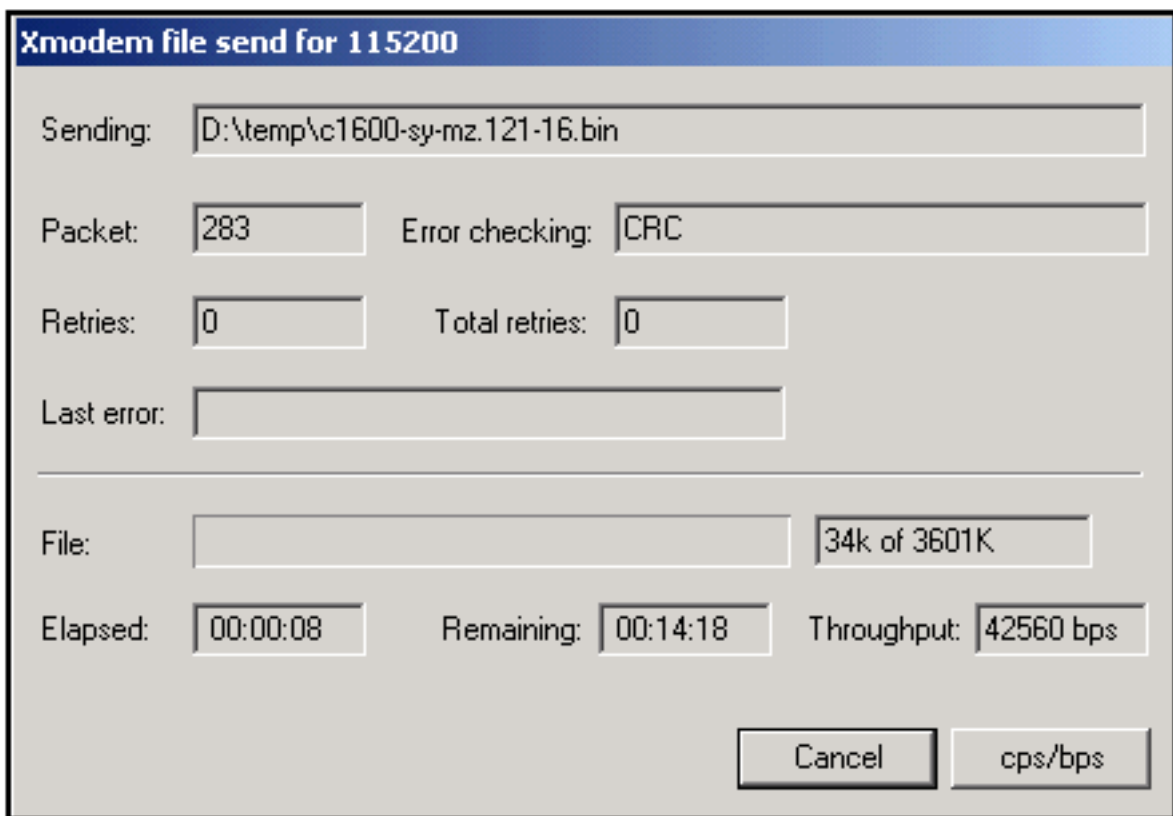 Xmodem file send for 115200
Sending: D:\temp\c1600-sy-mz.121-16.bin
Packet: 283 Error checking: CRC
Retries: 0 Total retries: 0
Last error:
File: 34k of 3601K
Elapsed: 00:00:08 Remaining: 00:14:18 Throughput: 42560 bps
Cancel cps/bps